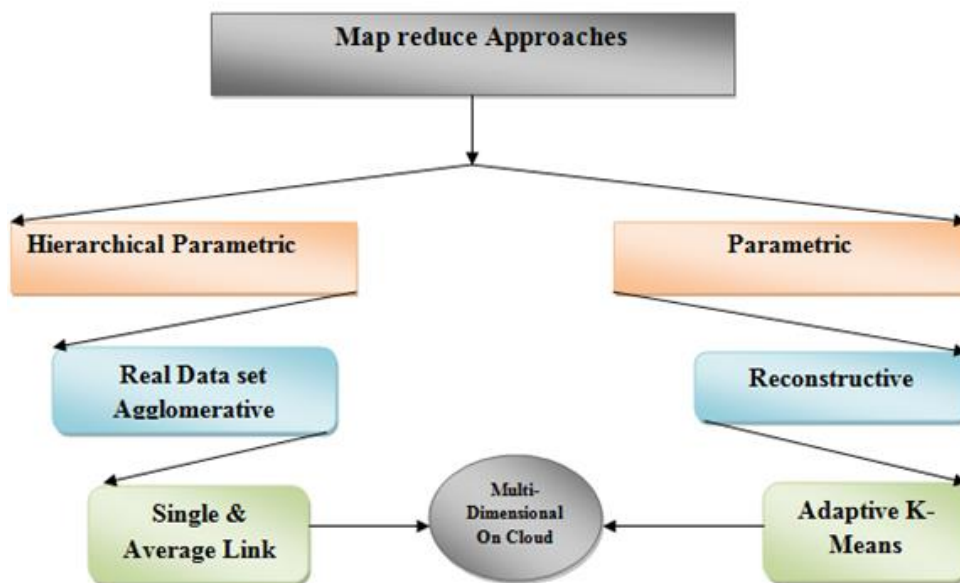 Map reduce Approaches
Hierarchical Parametric
Parametric
Real Data set
Agglomerative
Reconstructive
Single &
Average Link
Multi-
Dimensional
On Cloud
Adaptive K-
Means